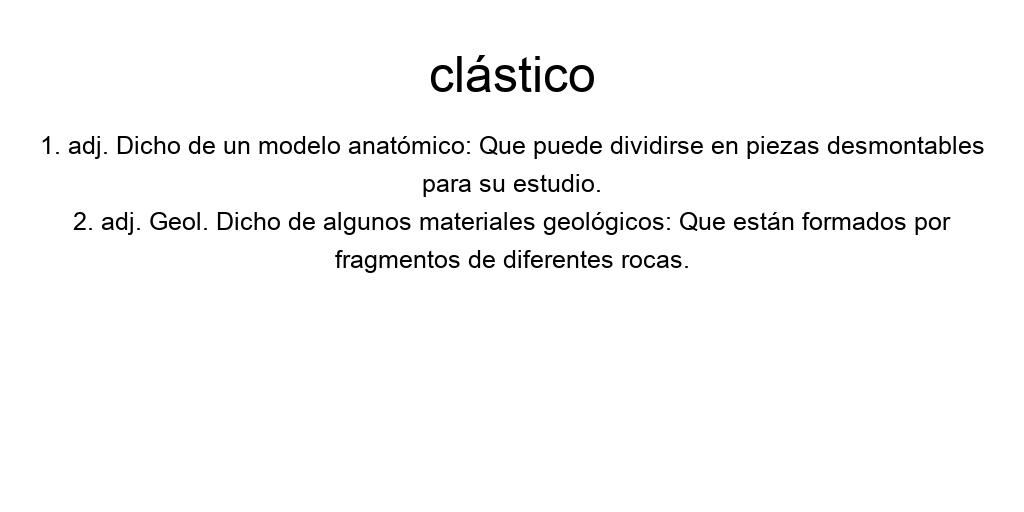 clástico
1. adj. Dicho de un modelo anatómico: Que puede dividirse en piezas desmontables
para su estudio.
2. adj. Geol. Dicho de algunos materiales geológicos: Que están formados por
fragmentos de diferentes rocas.